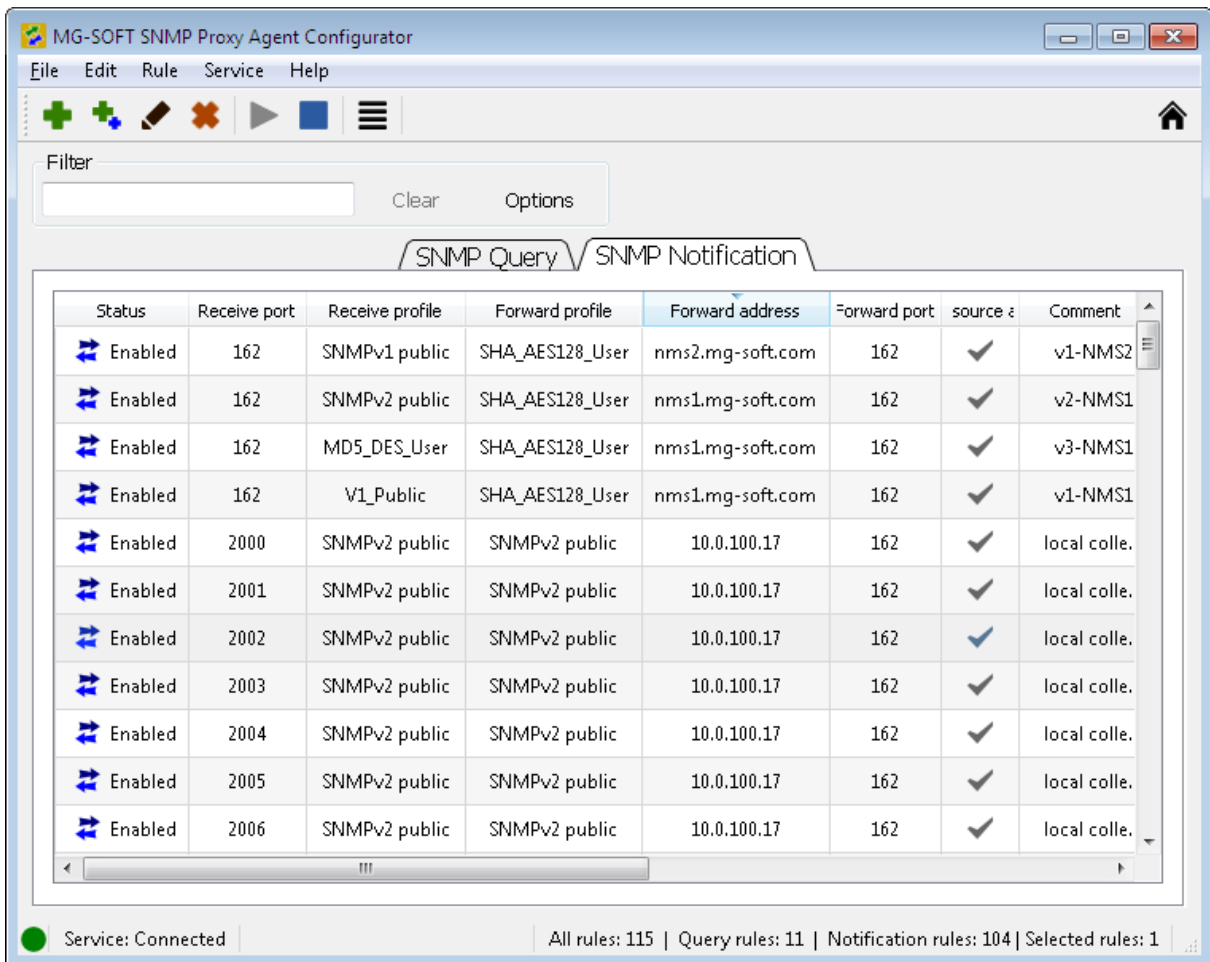 MG-SOFT SNMP Proxy Agent Configurator
File Edit Rule Service Help
Filter
Clear Options
SNMP Query SNMP Notification
Status Receive port Receive profile Forward profile Forward address Forward port source a Comment
Enabled 162 SNMPv1 public SHA_AES128_User nms2.mg-soft.com 162 v1-NMS2
Enabled 162 SNMPv2 public SHA_AES128_User nms1.mg-soft.com 162 v2-NMS1
Enabled 162 MD5_DES_User SHA_AES128_User nms1.mg-soft.com 162 v3-NMS1
Enabled 162 V1_Public SHA_AES128_User nms1.mg-soft.com 162 v1-NMS1
Enabled 2000 SNMPv2 public SNMPv2 public 10.0.100.17 162 local colle.
Enabled 2001 SNMPv2 public SNMPv2 public 10.0.100.17 162 local colle.
Enabled 2002 SNMPv2 public SNMPv2 public 10.0.100.17 162 local colle.
Enabled 2003 SNMPv2 public SNMPv2 public 10.0.100.17 162 local colle.
Enabled 2004 SNMPv2 public SNMPv2 public 10.0.100.17 162 local colle.
Enabled 2005 SNMPv2 public SNMPv2 public 10.0.100.17 162 local colle.
Enabled 2006 SNMPv2 public SNMPv2 public 10.0.100.17 162 local colle.
Service: Connected All rules: 115 | Query rules: 11 | Notification rules: 104 | Selected rules: 1